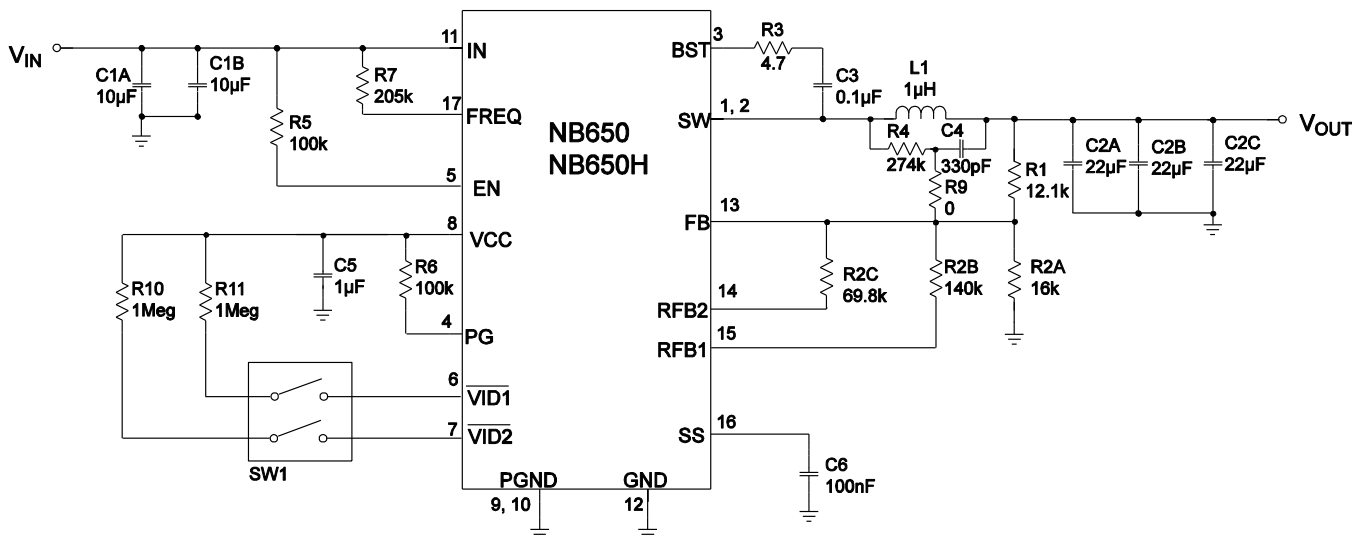 VIN
C1A
10µF
C1B
10µF
R5
100k
R7
205k
11
IN
17
FREQ
5
EN
8
VCC
R10
1Meg
R11
1Meg
C5
1µF
R6
100k
4
PG
6
VID1
7
VID2
SW1
NB650
NB650H
PGND
9, 10
GND
12
3
BST
R3
4.7
C3
0.1µF
1, 2
SW
L1
1µH
R4
274k
C4
330pF
R9
0
R1
12.1k
C2A
22µF
C2B
22µF
C2C
22µF
VOUT
13
FB
R2C
69.8k
R2B
140k
R2A
16k
14
RFB2
15
RFB1
16
SS
C6
100nF